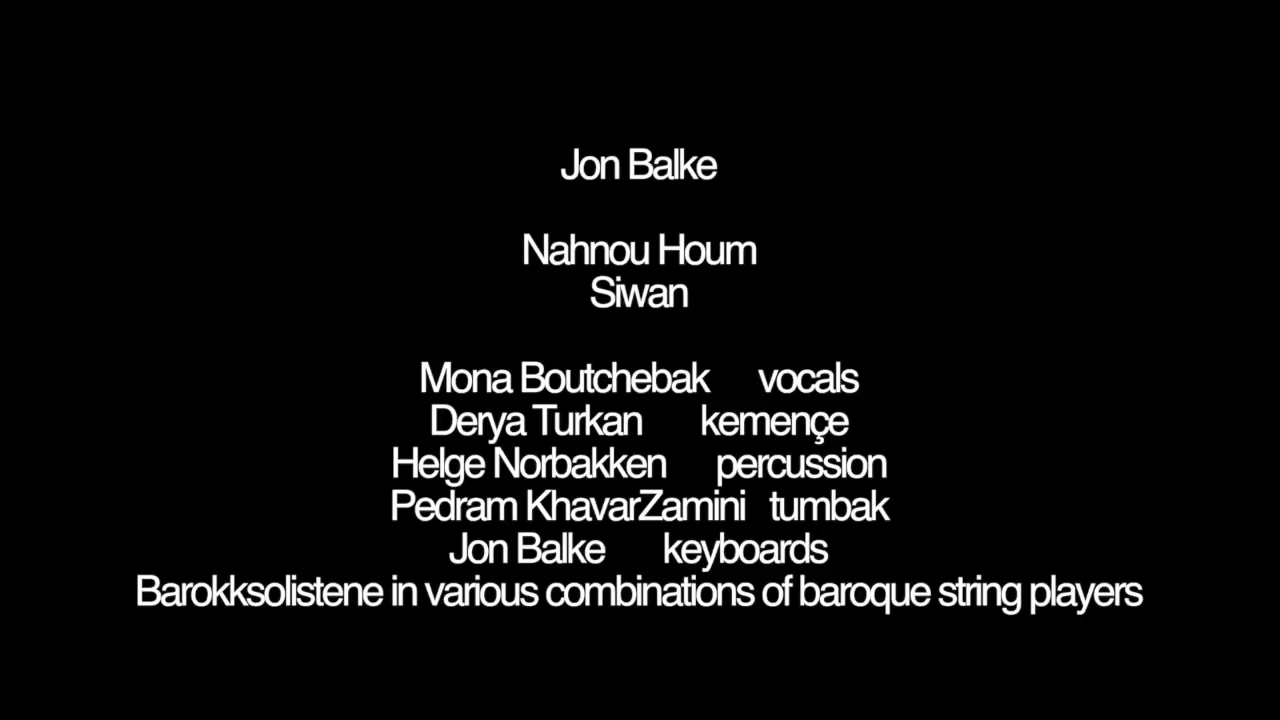 Jon Balke
Nahnou Houm
Siwan
Mona Boutchebak vocals
Derya Turkan kemençe
Helge Norbakken percussion
Pedram KhavarZamini tumbak
Jon Balke keyboards
Barokksolistene in various combinations of baroque string players